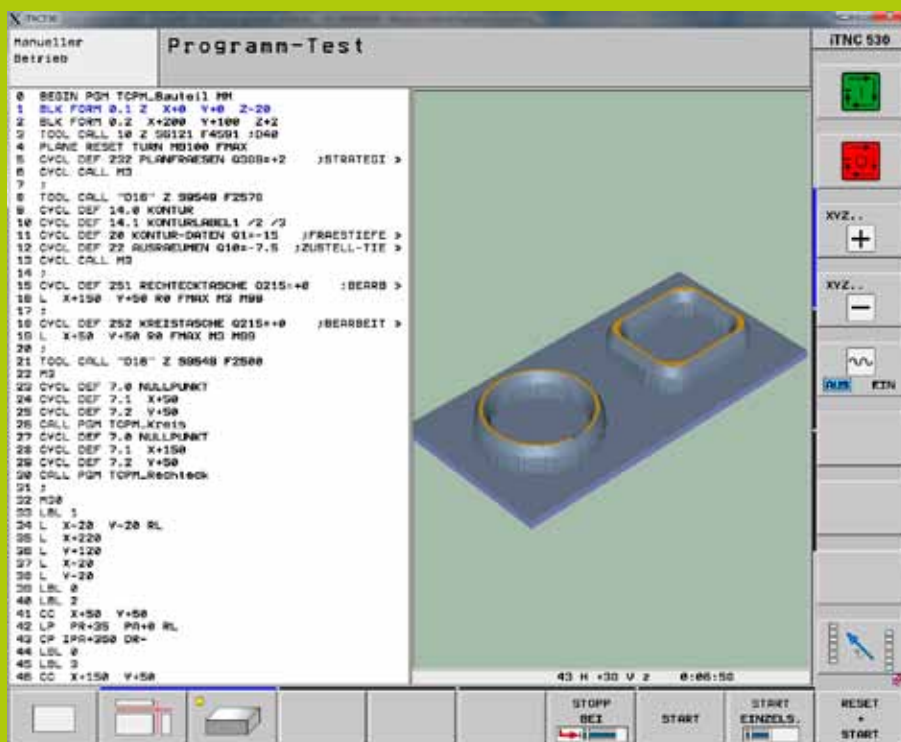 TNC530
Manueller
Betrieb
Programm-Test
iTNC 530
0 BEGIN PGM TCPM_Bauteil MM
1 BLK FORM 0.1 Z X+0 Y+0 Z-20
2 BLK FORM 0.2 X+200 Y+100 Z+2
3 TOOL CALL 10 Z S6121 F4591 ;D40
4 PLANE RESET TURN MB100 FMAX
5 CYCL DEF 232 PLANFRAESEN Q389=+2 ;STRATEGI >
6 CYCL CALL M3
7 ;
8 TOOL CALL "D16" Z S9549 F2570
9 CYCL DEF 14.0 KONTUR
10 CYCL DEF 14.1 KONTURLABEL1 /2 /3
11 CYCL DEF 20 KONTUR-DATEN Q1=-15 ;FRAESTIEFE >
12 CYCL DEF 22 AUSRAEUMEN Q10=-7.5 ;ZUSTELL-TIE >
13 CYCL CALL M3
14 ;
15 CYCL DEF 251 RECHTECKTASCHE Q215=+0 ;BEARB >
16 L X+150 Y+50 R0 FMAX M3 M99
17 ;
18 CYCL DEF 252 KREISTASCHE Q215=+0 ;BEARBEIT >
19 L X+50 Y+50 R0 FMAX M3 M99
20 ;
21 TOOL CALL "D16" Z S9549 F2500
22 M3
23 CYCL DEF 7.0 NULLPUNKT
24 CYCL DEF 7.1 X+50
25 CYCL DEF 7.2 Y+50
26 CALL PGM TCPM_Kreis
27 CYCL DEF 7.0 NULLPUNKT
28 CYCL DEF 7.1 X+150
29 CYCL DEF 7.2 Y+50
30 CALL PGM TCPM_Rechteck
31 ;
32 M30
33 LBL 1
34 L X-20 Y-20 RL
35 L X+220
36 L Y+120
37 L X-20
38 L Y-20
39 LBL 0
40 LBL 2
41 CC X+50 Y+50
42 LP PR+35 PA+0 RL
43 CP IPA+360 DR-
44 LBL 0
45 LBL 3
46 CC X+150 Y+50
XYZ..
+
XYZ..
-
AUS EIN
43 H +30 V 2 0:06:50
STOPP
BEI
START
START
EINZELS.
RESET
+
START